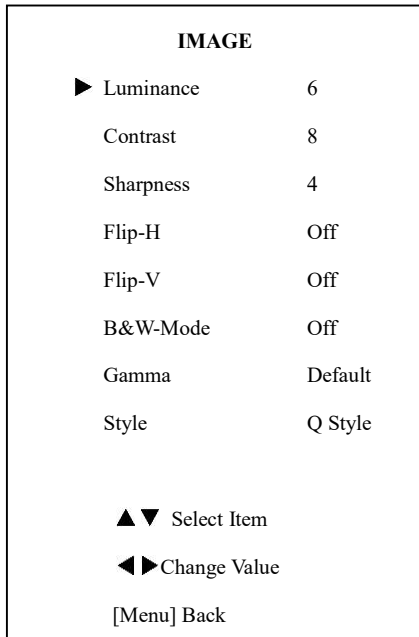 IMAGE
▶ Luminance 6
Contrast 8
Sharpness 4
Flip-H Off
Flip-V Off
B&W-Mode Off
Gamma Default
Style Q Style
▲▼ Select Item
◀▶Change Value
[Menu] Back